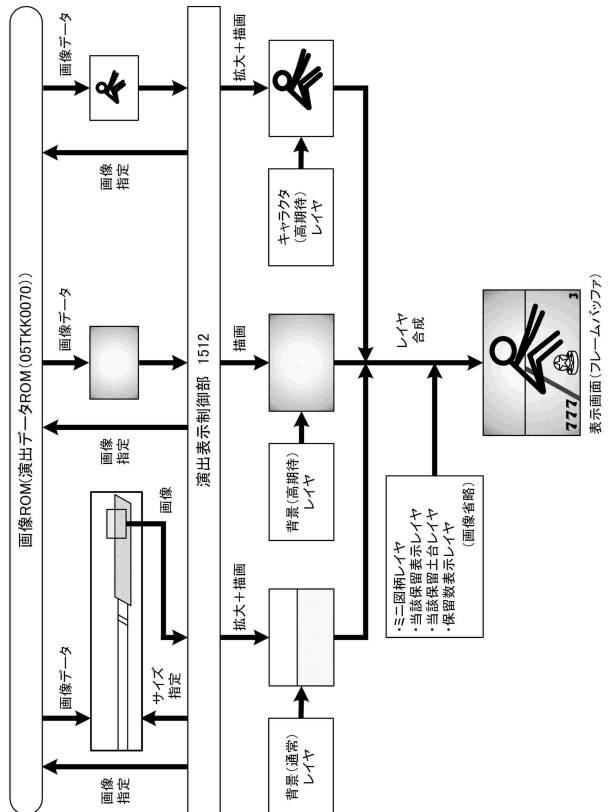 画像ROM(演出データROM(05TKK0070))
画像
指定
画像データ
サイズ
指定
画像
画像
指定
画像データ
画像
指定
画像データ
演出表示制御部 1512
拡大+描画
描画
拡大+描画
背景(通常)
レイヤ
背景(高期待)
レイヤ
キャラクタ
(高期待)
レイヤ
・ミニ図柄レイヤ
・当該保留表示レイヤ
・当該保留土台レイヤ
・保留数表示レイヤ
(画像省略)
レイヤ
合成
777
3
表示画面(フレームバッファ)